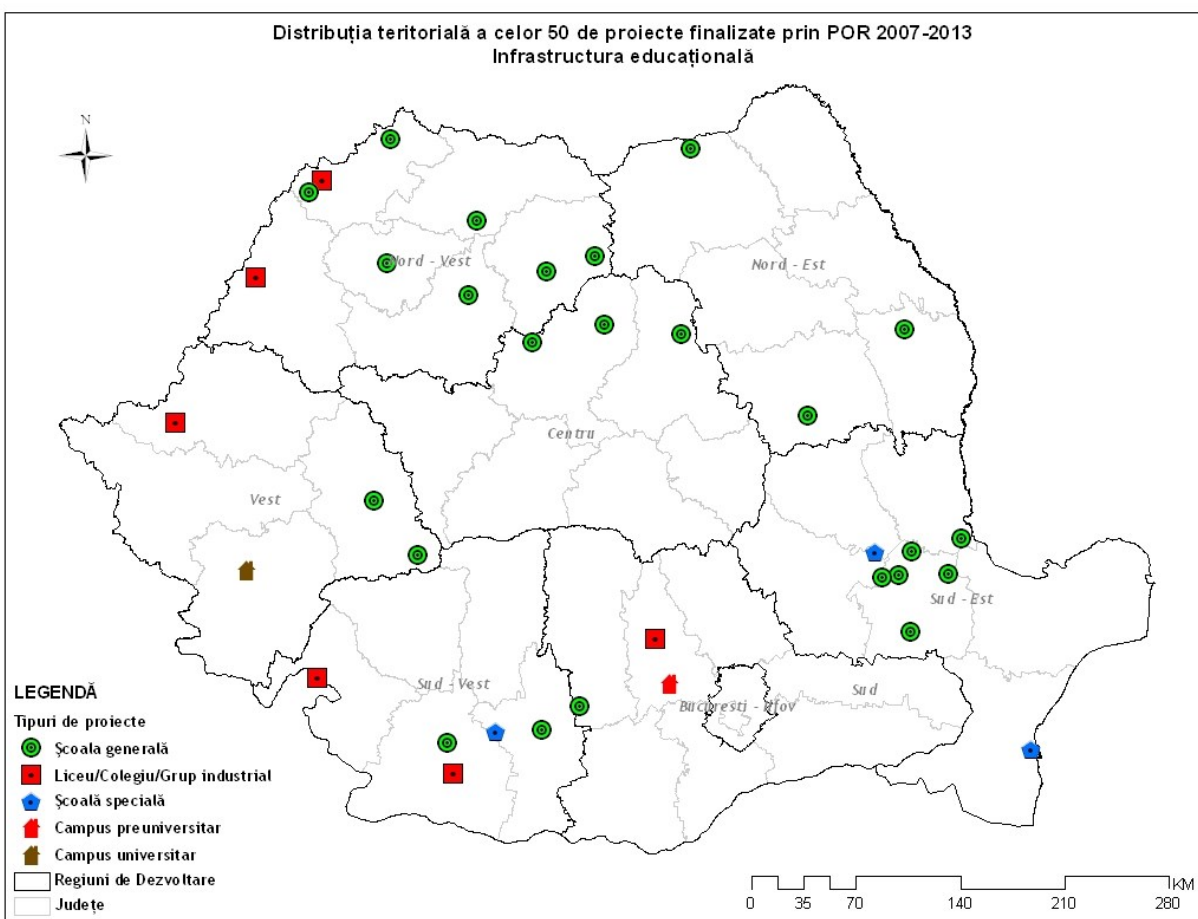 Distribuția teritorială a celor 50 de proiecte finalizate prin POR 2007-2013
Infrastructura educațională
N
Nord - Vest
Nord - Est
Centru
Vest
Sud - Est
Sud - Vest
Sud
Bucuresti - Ilfov
LEGENDĂ
Tipuri de proiecte
Școala generală
Liceu/Colegiu/Grup industrial
Școală specială
Campus preuniversitar
Campus universitar
Regiuni de Dezvoltare
Județe
KM
0 35 70 140 210 280